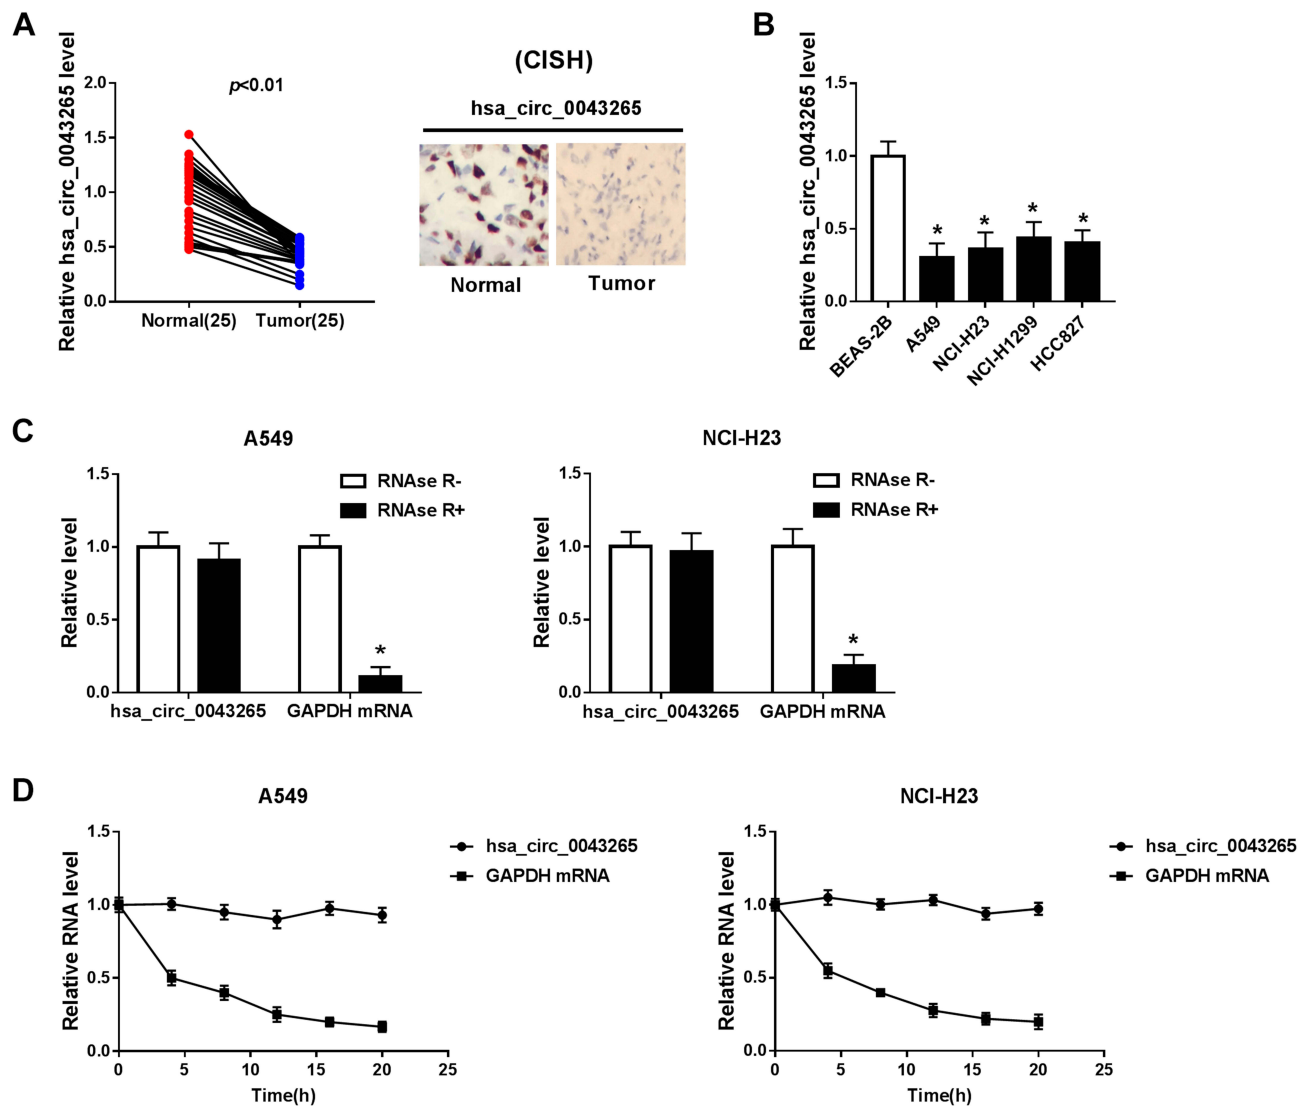 A
Relative hsa_circ_0043265 level
2.0
1.5
1.0
0.5
0.0
p<0.01
Normal(25)
Tumor(25)
(CISH)
hsa_circ_0043265
Normal
Tumor
B
Relative hsa_circ_0043265 level
1.5
1.0
0.5
0.0
*
*
*
*
BEAS-2B
A549
NCI-H23
NCI-H1299
HCC827
C
A549
Relative level
1.5
1.0
0.5
0.0
RNAse R-
RNAse R+
*
hsa_circ_0043265
GAPDH mRNA
NCI-H23
Relative level
1.5
1.0
0.5
0.0
RNAse R-
RNAse R+
*
hsa_circ_0043265
GAPDH mRNA
D
A549
Relative RNA level
1.5
1.0
0.5
0.0
hsa_circ_0043265
GAPDH mRNA
0 5 10 15 20 25
Time(h)
NCI-H23
Relative RNA level
1.5
1.0
0.5
0.0
hsa_circ_0043265
GAPDH mRNA
0 5 10 15 20 25
Time(h)